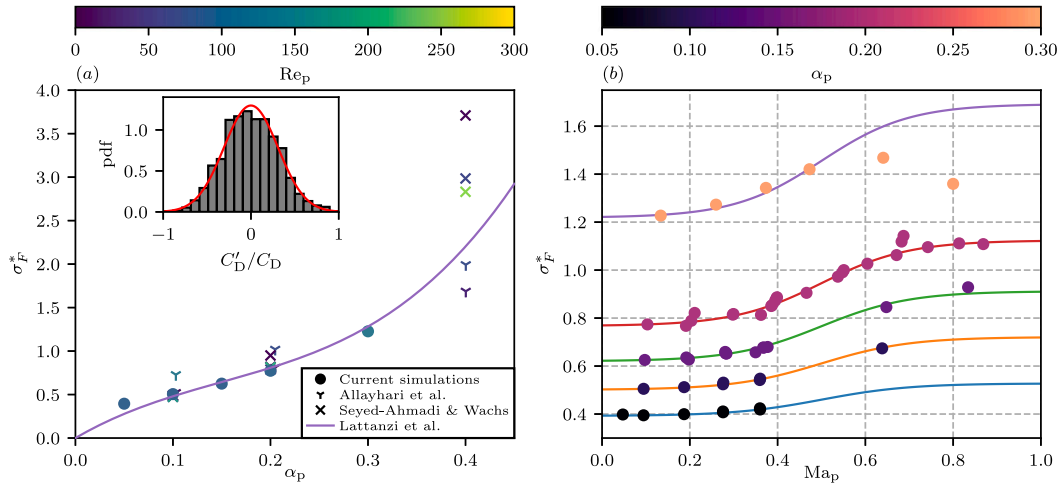 0 50 100 150 200 250 300
(a) Re_p
4.0
3.5
3.0
2.5
2.0
1.5
1.0
0.5
0.0
σ_F^*
0.0 0.1 0.2 0.3 0.4
α_p
pdf
1.0
0.5
0.0
−1 0 1
C′_D/C_D
Current simulations
Allayhari et al.
Seyed-Ahmadi & Wachs
Lattanzi et al.
0.05 0.10 0.15 0.20 0.25 0.30
(b) α_p
1.6
1.4
1.2
1.0
0.8
0.6
0.4
σ_F^*
0.0 0.2 0.4 0.6 0.8 1.0
Ma_p